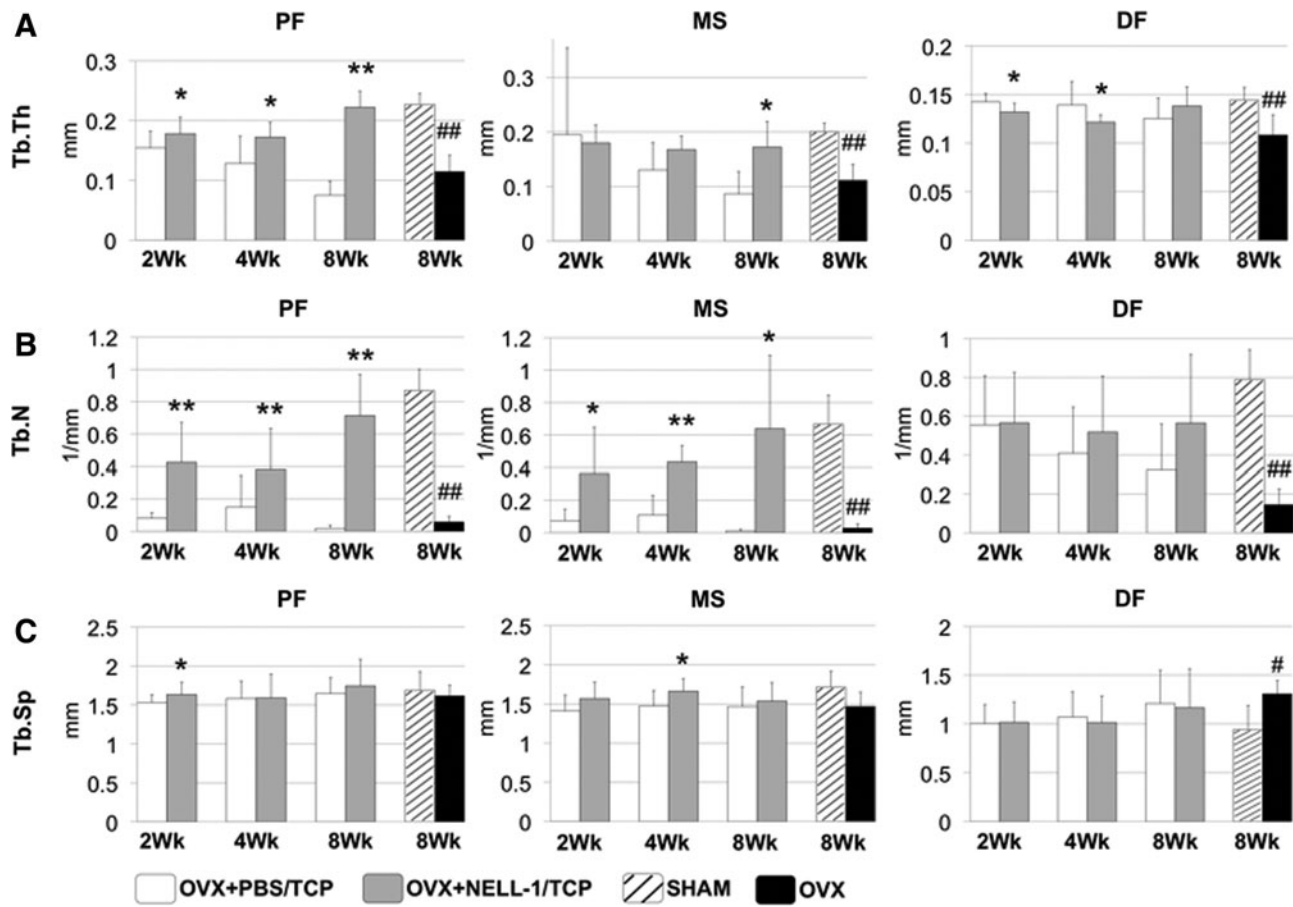 A
PF
MS
DF
Tb.Th
mm
0.3
0.2
0.1
0
* * ** ##
2Wk 4Wk 8Wk 8Wk
mm
0.3
0.2
0.1
0
* ##
2Wk 4Wk 8Wk 8Wk
mm
0.2
0.15
0.1
0.05
0
* * ##
2Wk 4Wk 8Wk 8Wk
B
PF
MS
DF
Tb.N
1/mm
1.2
1
0.8
0.6
0.4
0.2
0
** ** ** ##
2Wk 4Wk 8Wk 8Wk
1/mm
1.2
1
0.8
0.6
0.4
0.2
0
* ** * ##
2Wk 4Wk 8Wk 8Wk
1/mm
1
0.8
0.6
0.4
0.2
0
##
2Wk 4Wk 8Wk 8Wk
C
PF
MS
DF
Tb.Sp
mm
2.5
2
1.5
1
0.5
0
*
2Wk 4Wk 8Wk 8Wk
mm
2.5
2
1.5
1
0.5
0
*
2Wk 4Wk 8Wk 8Wk
mm
2
1.5
1
0.5
0
#
2Wk 4Wk 8Wk 8Wk
OVX+PBS/TCP OVX+NELL-1/TCP SHAM OVX